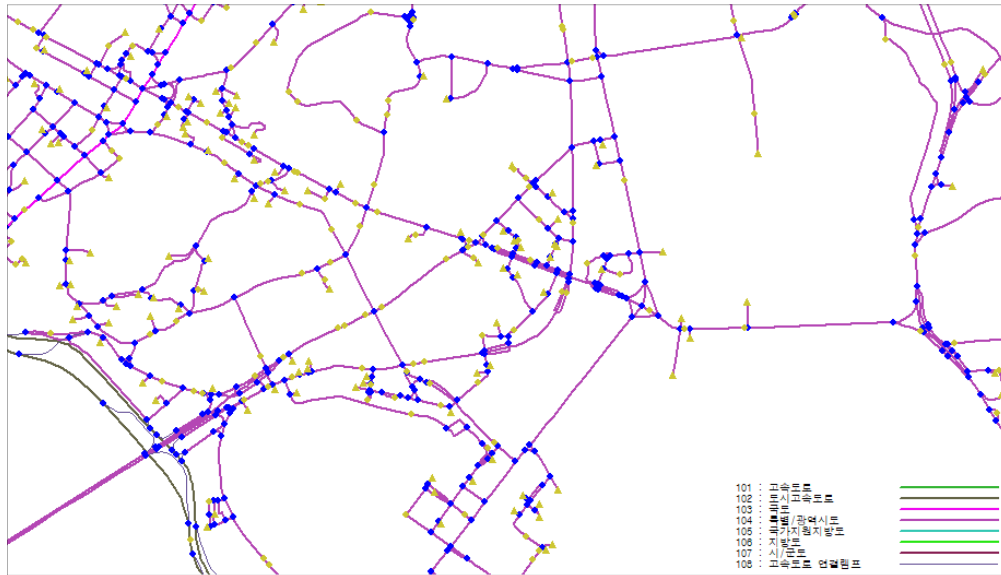 101 : 고속도로
102 : 도시고속도로
103 : 국도
104 : 특별/광역시도
105 : 국가지원지방도
106 : 지방도
107 : 시/군도
108 : 고속도로 연결램프